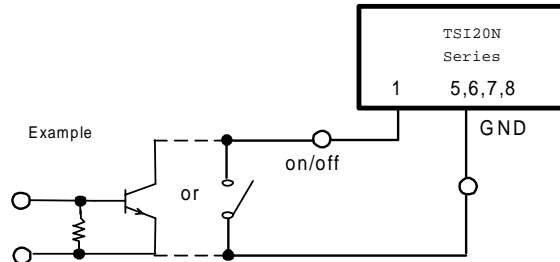 TSI20N
Series
1 5,6,7,8
GND
Example
on/off
or